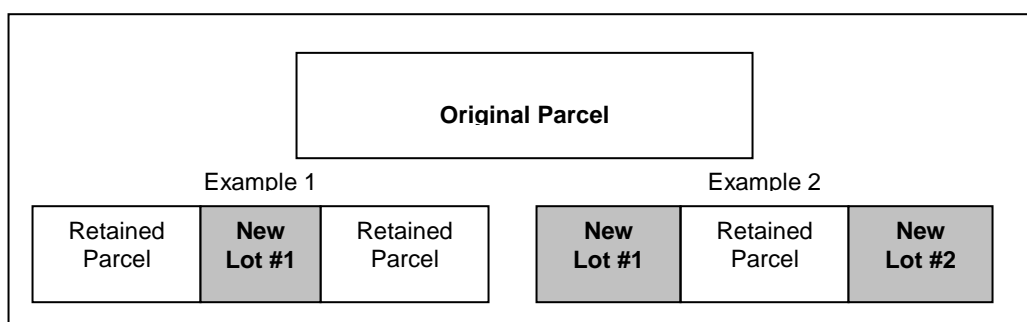 Original Parcel
Example 1
Example 2
Retained
Parcel
New
Lot #1
Retained
Parcel
New
Lot #1
Retained
Parcel
New
Lot #2